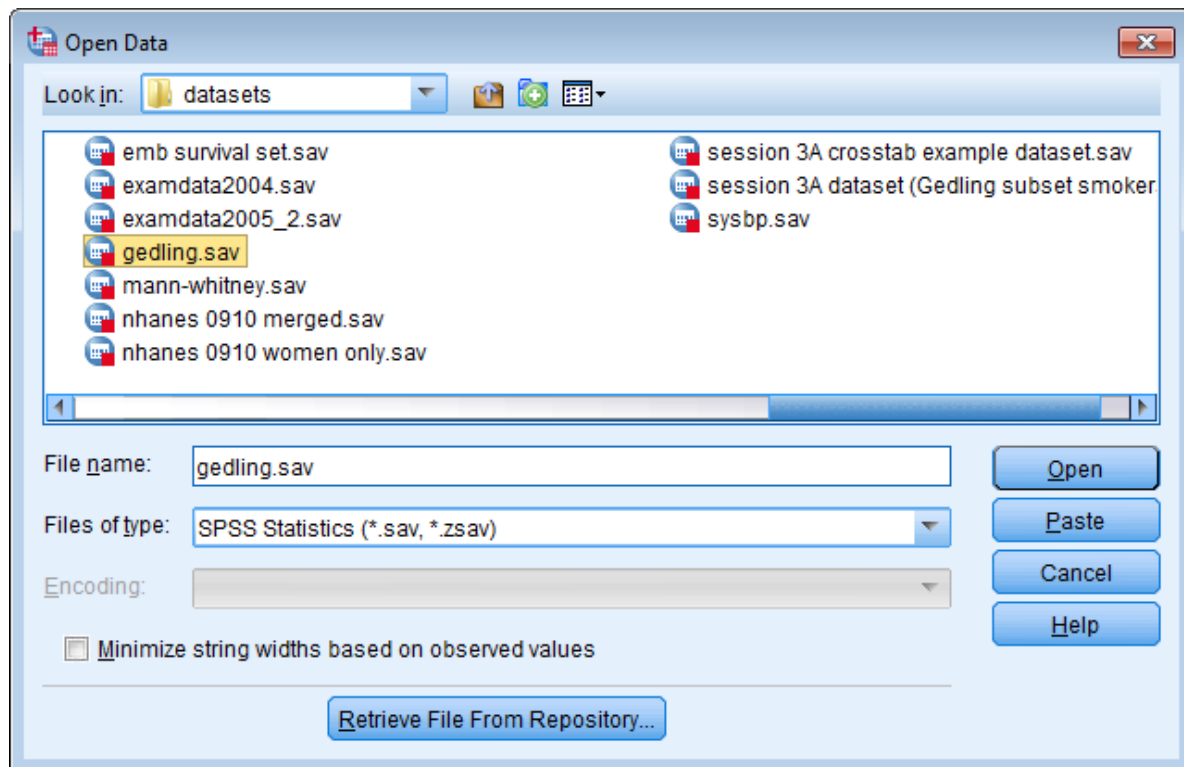 Open Data
Look in: datasets
emb survival set.sav
examdata2004.sav
examdata2005_2.sav
gedling.sav
mann-whitney.sav
nhanes 0910 merged.sav
nhanes 0910 women only.sav
session 3A crosstab example dataset.sav
session 3A dataset (Gedling subset smoker
sysbp.sav
File name: gedling.sav
Open
Files of type: SPSS Statistics (*.sav, *.zsav)
Paste
Encoding:
Cancel
Help
Minimize string widths based on observed values
Retrieve File From Repository...